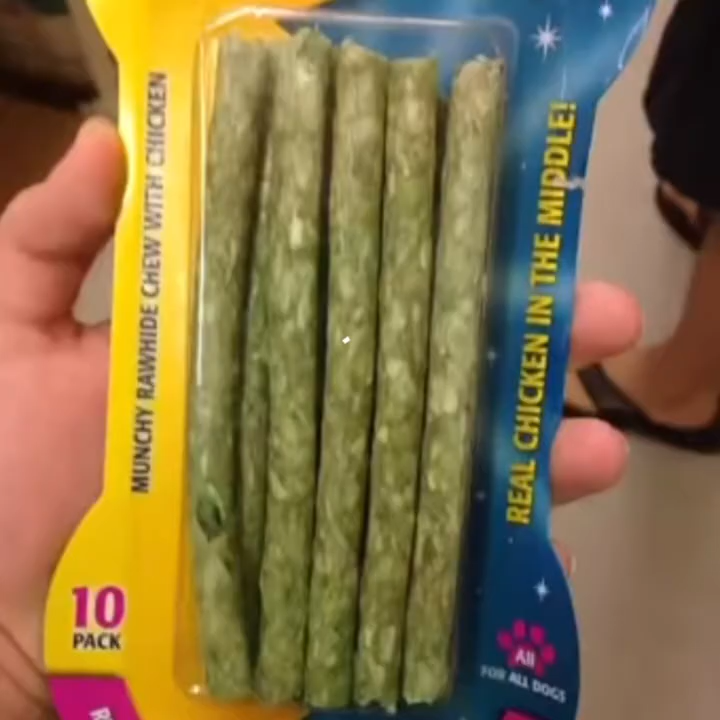 MUNCHY RAWHIDE CHEW WITH CHICKEN
REAL CHICKEN IN THE MIDDLE!
10
PACK
All
FOR ALL DOGS